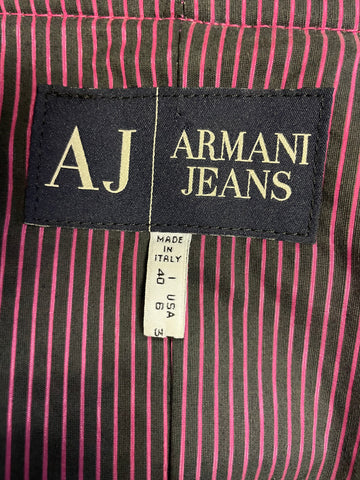 AJ
ARMANI
JEANS
MADE
IN
ITALY
I USA
40 6 3